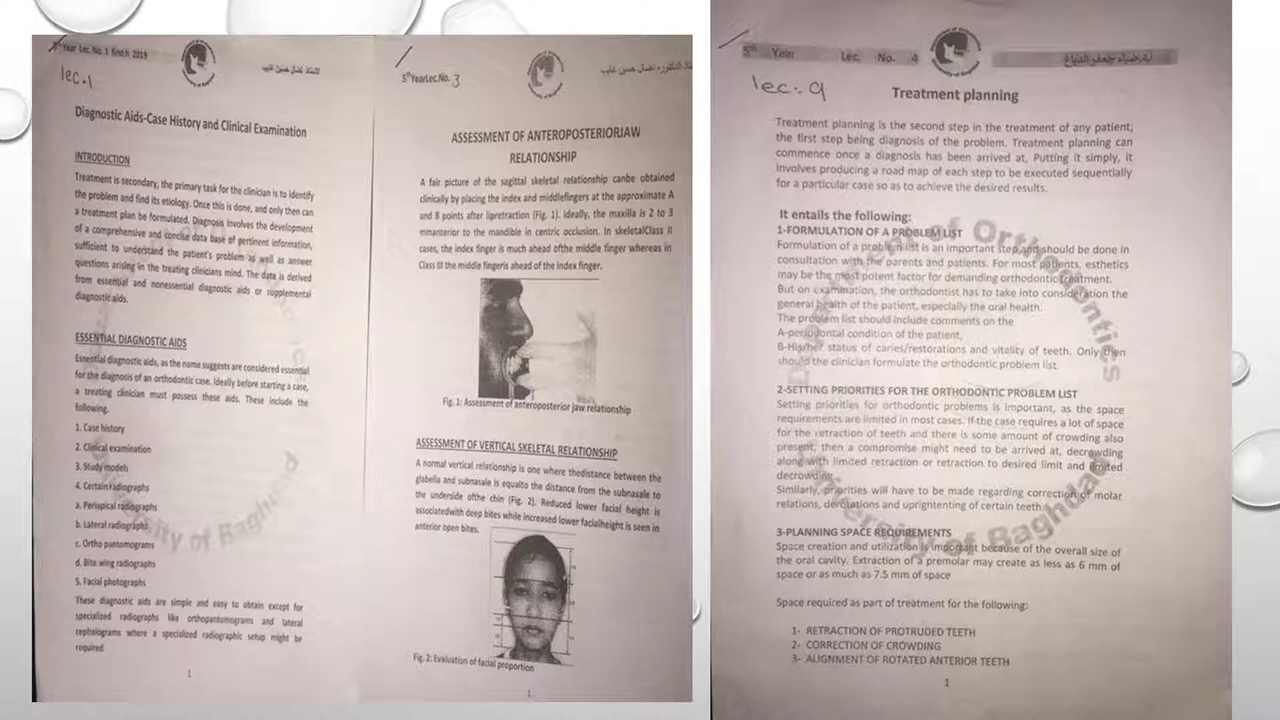 5th Year Lec. No. 1 Kinsh 2019
الاستاذ نضال حسين غايب
lec.1
Diagnostic Aids-Case History and Clinical Examination
INTRODUCTION
Treatment is secondary, the primary task for the clinician is to identify
the problem and find its etiology. Once this is done, and only then can
a treatment plan be formulated. Diagnosis involves the development
of a comprehensive and concise data base of pertinent information,
sufficient to understand the patient's problem as well as answer
questions arising in the treating clinicians mind. The data is derived
from essential and nonessential diagnostic aids or supplemental
diagnostic aids.
ESSENTIAL DIAGNOSTIC AIDS
Essential diagnostic aids, as the name suggests are considered essential
for the diagnosis of an orthodontic case. Ideally before starting a case,
a treating clinician must possess these aids. These include the
following.
1. Case history
2. Clinical examination
3. Study models
4. Certain radiographs
a. Periapical radiographs
b. Lateral radiographs
c. Ortho pantomograms
d. Bite wing radiographs
5. Facial photographs
These diagnostic aids are simple and easy to obtain except for
specialized radiographs like orthopantomograms and lateral
cephalograms where a specialized radiographic setup might be
required
University of Baghdad
1
5thYearLec.No. 3
حسين غايب
ASSESSMENT OF ANTEROPOSTERIORJAW
RELATIONSHIP
A fair picture of the sagittal skeletal relationship canbe obtained
clinically by placing the index and middlefingers at the approximate A
and B points after lipretraction (Fig. 1). Ideally, the maxilla is 2 to 3
mmanterior to the mandible in centric occlusion. In skeletalClass II
cases, the index finger is much ahead ofthe middle finger whereas in
Class III the middle fingeris ahead of the index finger.
Fig. 1: Assessment of anteroposterior jaw relationship
ASSESSMENT OF VERTICAL SKELETAL RELATIONSHIP
A normal vertical relationship is one where thedistance between the
glabella and subnasale is equalto the distance from the subnasale to
the underside ofthe chin (Fig. 2). Reduced lower facial height is
associatedwith deep bites while increased lower facialheight is seen in
anterior open bites.
Fig. 2: Evaluation of facial proportion
1
5th Year Lec. No. 4
أ.د.ضياء جعفر الدباغ
lec. 9
Treatment planning
Treatment planning is the second step in the treatment of any patient;
the first step being diagnosis of the problem. Treatment planning can
commence once a diagnosis has been arrived at, Putting it simply, it
involves producing a road map of each step to be executed sequentially
for a particular case so as to achieve the desired results.
It entails the following:
1-FORMULATION OF A PROBLEM LIST
Formulation of a problem list is an important step and should be done in
consultation with the parents and patients. For most patients, esthetics
may be the most potent factor for demanding orthodontic treatment.
But on examination, the orthodontist has to take into consideration the
general health of the patient, especially the oral health.
The problem list should include comments on the
A-periodontal condition of the patient,
B-His/her status of caries/restorations and vitality of teeth. Only then
should the clinician formulate the orthodontic problem list.
2-SETTING PRIORITIES FOR THE ORTHODONTIC PROBLEM LIST
Setting priorities for orthodontic problems is important, as the space
requirements are limited in most cases. If the case requires a lot of space
for the retraction of teeth and there is some amount of crowding also
present, then a compromise might need to be arrived at, decrowding
along with limited retraction or retraction to desired limit and limited
decrowding.
Similarly, priorities will have to be made regarding correction of molar
relations, derotations and uprightening of certain teeth.
3-PLANNING SPACE REQUIREMENTS
Space creation and utilization is important because of the overall size of
the oral cavity. Extraction of a premolar may create as less as 6 mm of
space or as much as 7.5 mm of space
Space required as part of treatment for the following:
1- RETRACTION OF PROTRUDED TEETH
2- CORRECTION OF CROWDING
3- ALIGNMENT OF ROTATED ANTERIOR TEETH
of Orthodontics
University of Baghdad
1